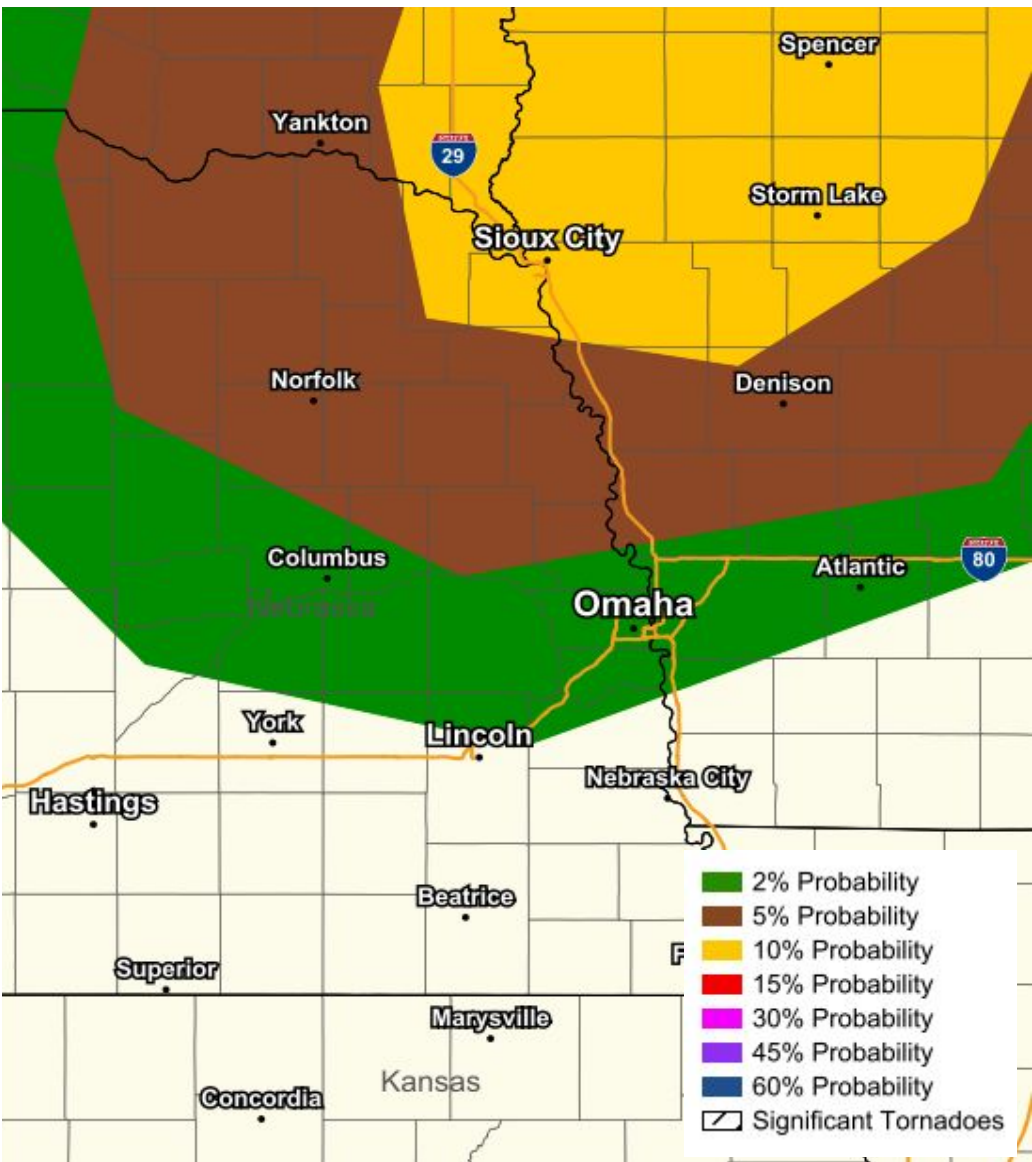 Spencer
Yankton
29
Storm Lake
Sioux City
Norfolk
Denison
Columbus
Atlantic
80
Nebraska
Omaha
York
Lincoln
Nebraska City
Hastings
Beatrice
F
Superior
Marysville
Kansas
Concordia
2% Probability
5% Probability
10% Probability
15% Probability
30% Probability
45% Probability
60% Probability
Significant Tornadoes